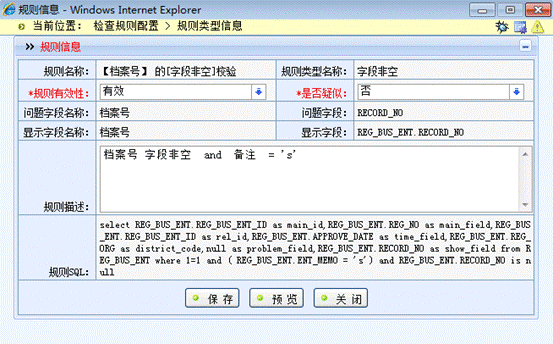 规则信息 - Windows Internet Explorer
当前位置: 检查规则配置 > 规则类型信息
规则信息
规则名称: 【档案号】 的[字段非空]校验 规则类型名称: 字段非空
*规则有效性: 有效 *是否疑似: 否
问题字段名称: 档案号 问题字段: RECORD_NO
显示字段名称: 档案号 显示字段: REG_BUS_ENT.RECORD_NO
档案号 字段非空 and 备注 = 's'
规则描述:
select REG_BUS_ENT.REG_BUS_ENT_ID as main_id,REG_BUS_ENT.REG_NO as main_field,REG_BUS
_ENT.REG_BUS_ENT_ID as rel_id,REG_BUS_ENT.APPROVE_DATE as time_field,REG_BUS_ENT.REG_
ORG as district_code,null as problem_field,REG_BUS_ENT.RECORD_NO as show_field from R
EG_BUS_ENT where 1=1 and ( REG_BUS_ENT.ENT_MEMO = 's') and REG_BUS_ENT.RECORD_NO is n
ull
规则SQL:
保存 预览 关闭